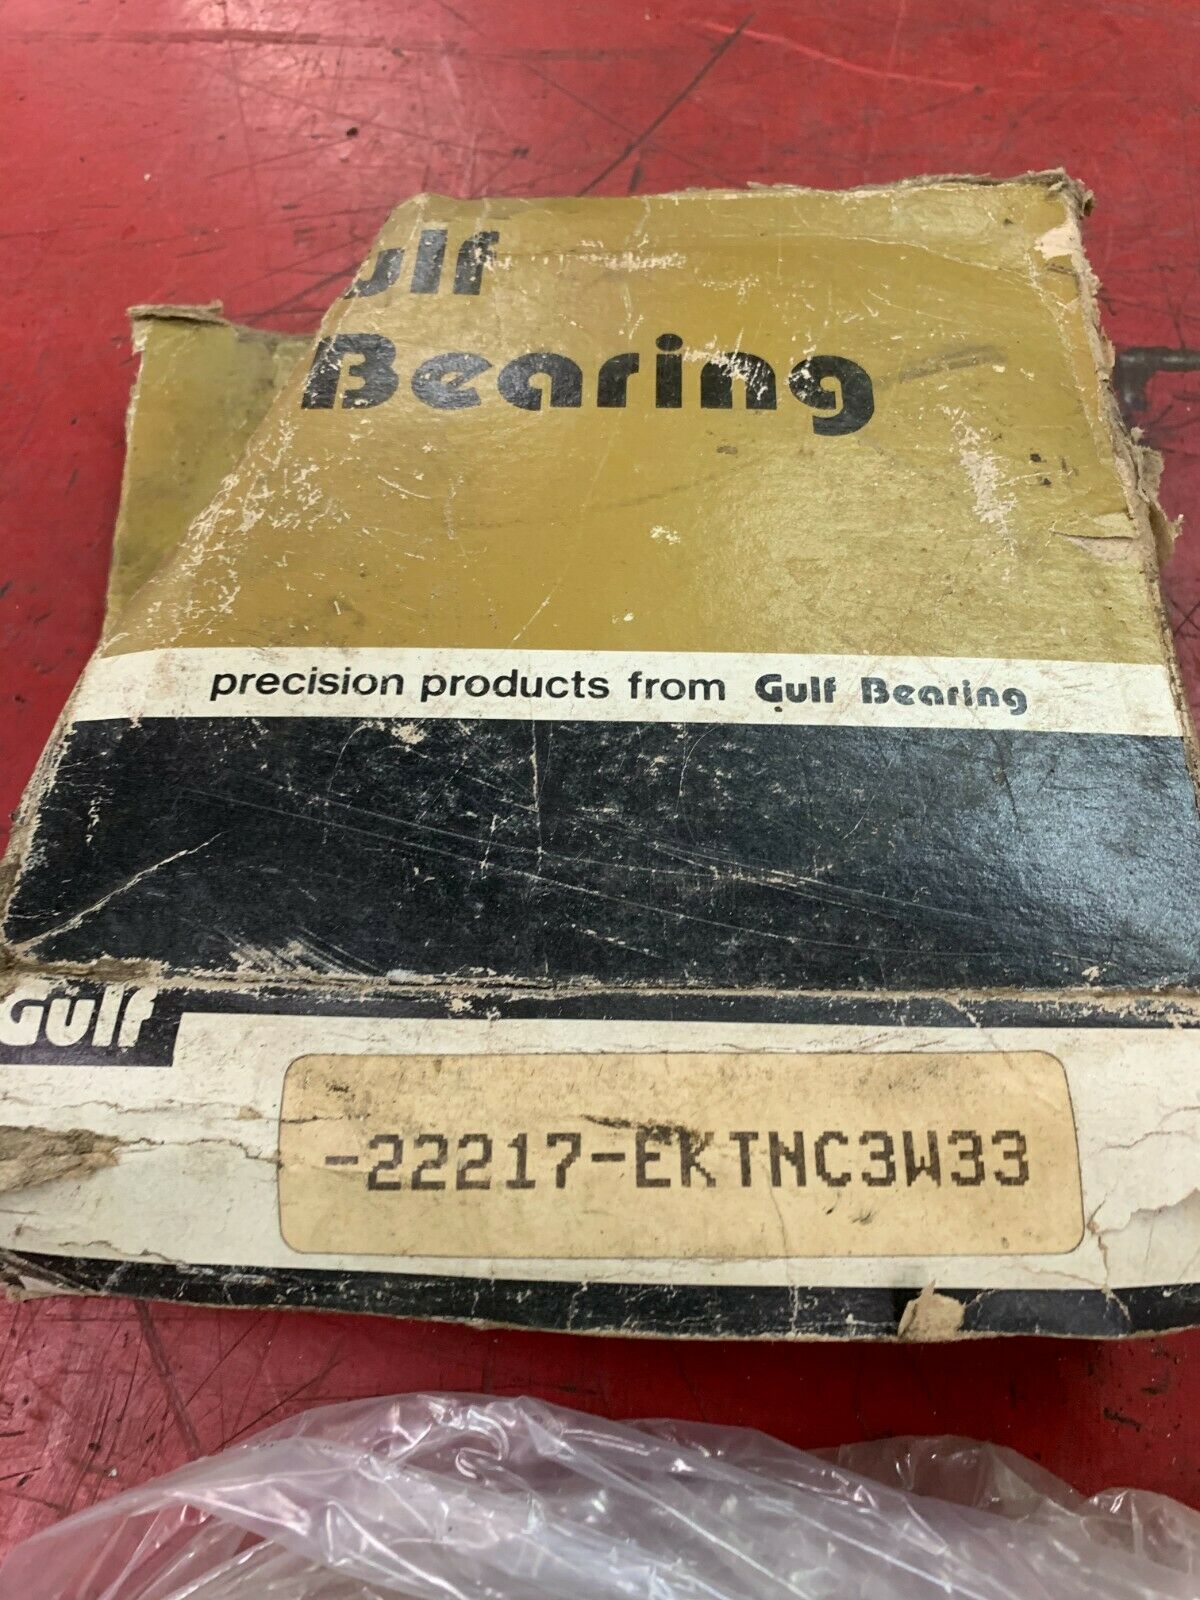 ulf
Bearing
precision products from Gulf Bearing
Gulf
-22217-EKTNC3W33